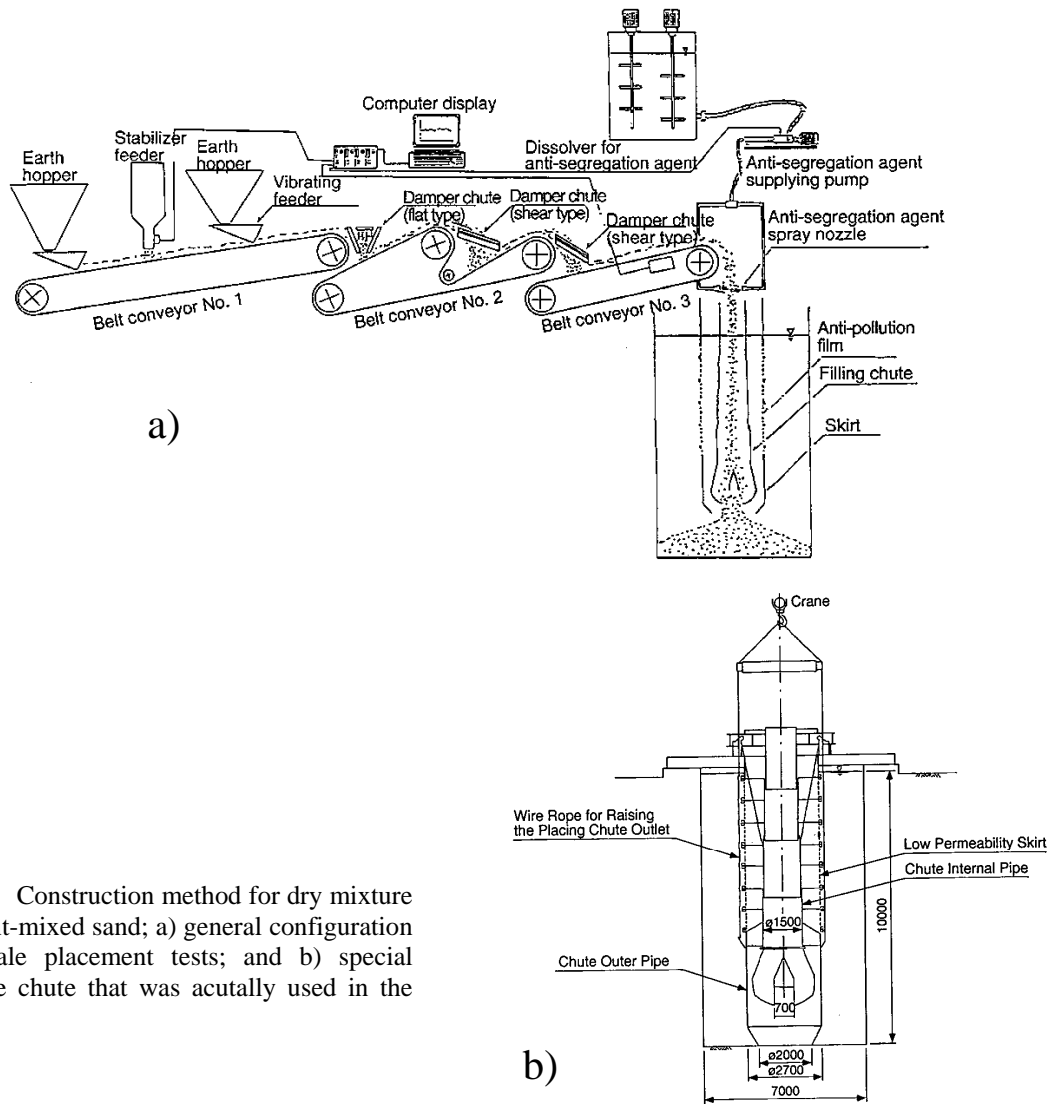 Computer display
Stabilizer
feeder
Earth
hopper
Earth
hopper
Vibrating
feeder
Damper chute
(flat type)
Damper chute
(shear type)
Damper chute
(shear type)
Dissolver for
anti-segregation agent
Anti-segregation agent
supplying pump
Anti-segregation agent
spray nozzle
Belt conveyor No. 1
Belt conveyor No. 2
Belt conveyor No. 3
Anti-pollution
film
Filling chute
Skirt
a)
Crane
Wire Rope for Raising
the Placing Chute Outlet
Low Permeability Skirt
Chute Internal Pipe
ø1500
10000
Chute Outer Pipe
700
ø2000
ø2700
7000
b)
Construction method for dry mixture
t-mixed sand; a) general configuration
ale placement tests; and b) special
e chute that was acutally used in the